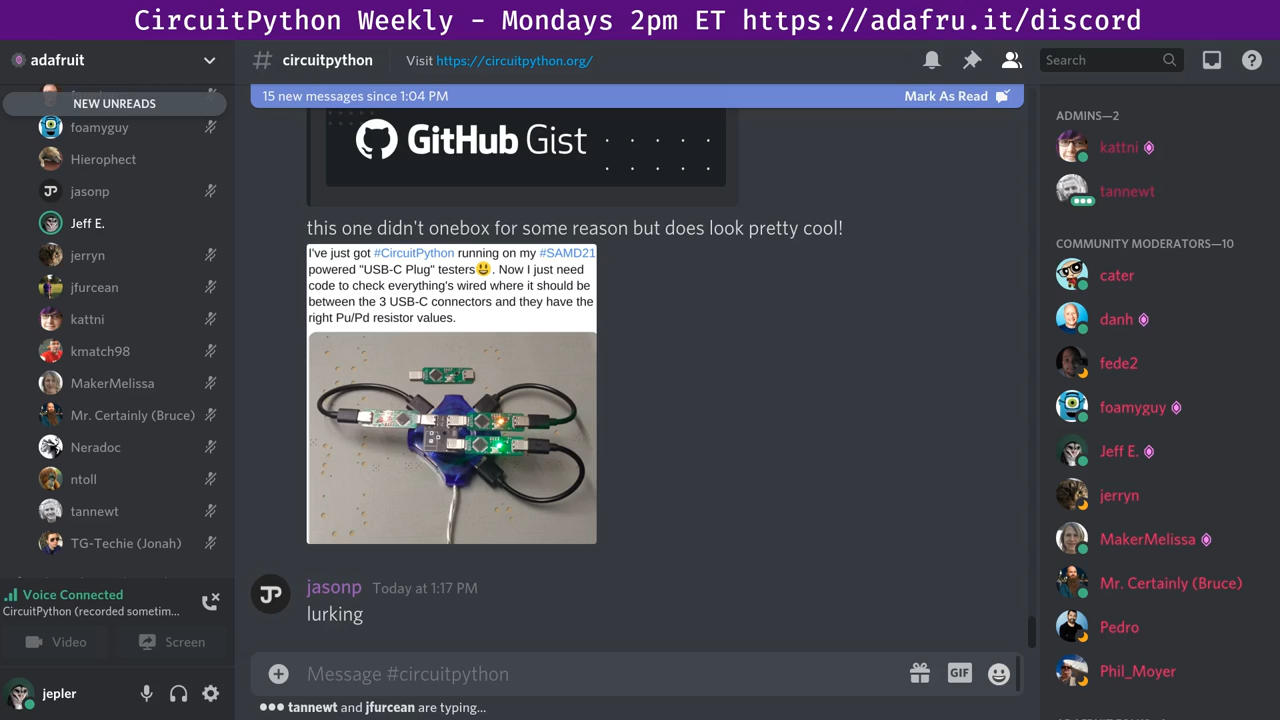 CircuitPython Weekly - Mondays 2pm ET https://adafru.it/discord
adafruit
# circuitpython
Visit https://circuitpython.org/
Search
NEW UNREADS
foamyguy
Hierophect
JP
jasonp
Jeff E.
jerryn
jfurcean
kattni
kmatch98
MakerMelissa
Mr. Certainly (Bruce)
Neradoc
ntoll
tannewt
TG-Techie (Jonah)
Voice Connected
CircuitPython (recorded sometim...
Video
Screen
jepler
15 new messages since 1:04 PM
Mark As Read
GitHub Gist
this one didn't onebox for some reason but does look pretty cool!
I've just got #CircuitPython running on my #SAMD21
powered "USB-C Plug" testers😃. Now I just need
code to check everything's wired where it should be
between the 3 USB-C connectors and they have the
right Pu/Pd resistor values.
JP
jasonp Today at 1:17 PM
lurking
Message #circuitpython
GIF
tannewt and jfurcean are typing...
ADMINS—2
kattni
tannewt
COMMUNITY MODERATORS—10
cater
danh
fede2
foamyguy
Jeff E.
jerryn
MakerMelissa
Mr. Certainly (Bruce)
Pedro
Phil_Moyer